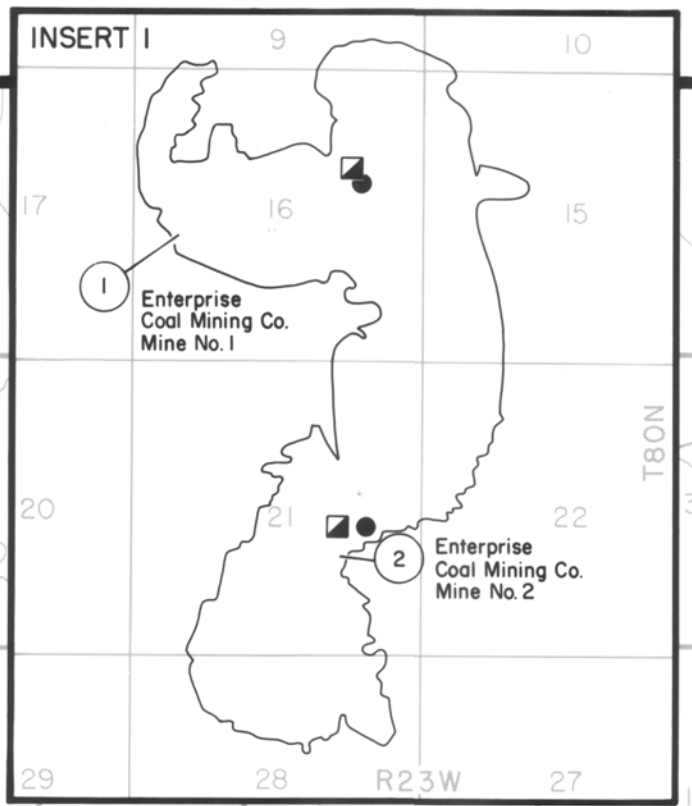 INSERT 1
9
10
17
16
15
1
Enterprise
Coal Mining Co.
Mine No. 1
T80N
20
21
22
2
Enterprise
Coal Mining Co.
Mine No. 2
29
28
R23W
27